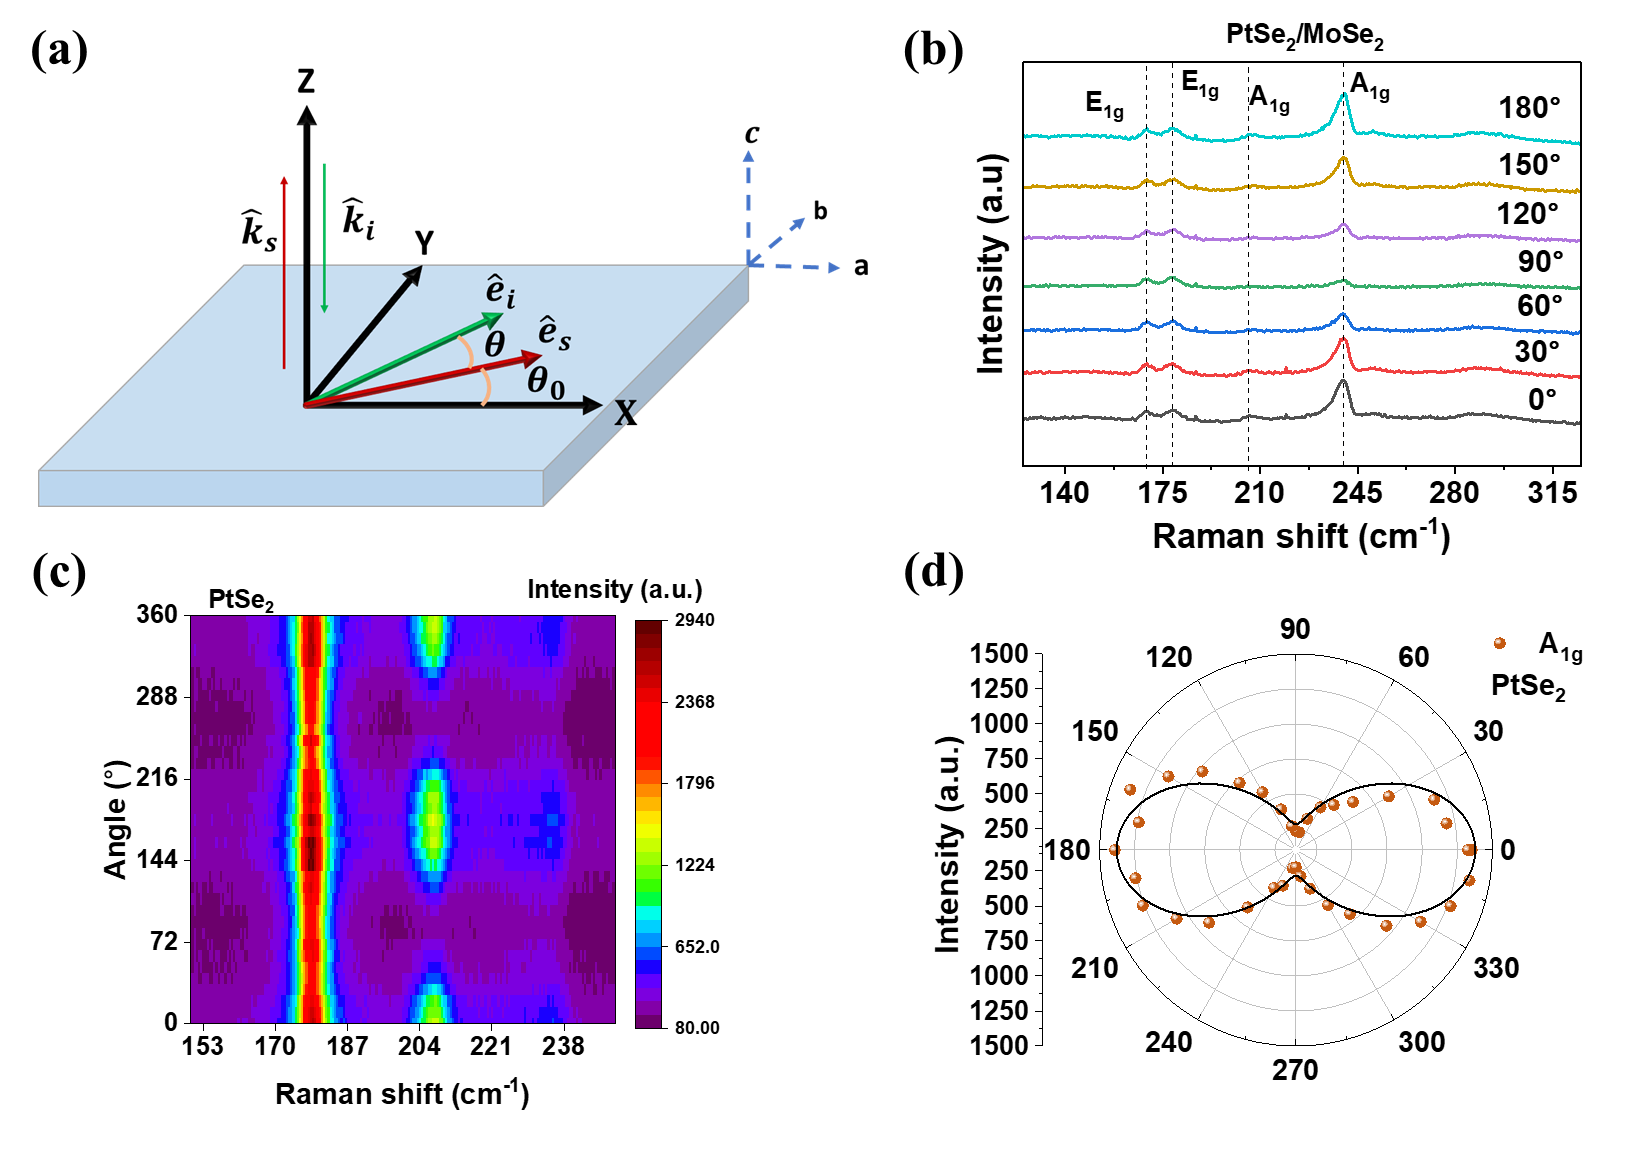 (a)
Z
c
b
a
k̂ₛ
k̂ᵢ
Y
êᵢ
êₛ
θ
θ₀
X
(b)
PtSe₂/MoSe₂
E₁g
E₁g
A₁g
A₁g
180°
150°
120°
90°
60°
30°
0°
Intensity (a.u)
140 175 210 245 280 315
Raman shift (cm⁻¹)
(c)
PtSe₂
Intensity (a.u.)
360
288
216
144
72
0
Angle (°)
153 170 187 204 221 238
Raman shift (cm⁻¹)
2940
2368
1796
1224
652.0
80.00
(d)
A₁g
PtSe₂
1500
1250
1000
750
500
250
250
500
750
1000
1250
1500
Intensity (a.u.)
90
120
60
150
30
180
0
210
330
240
300
270